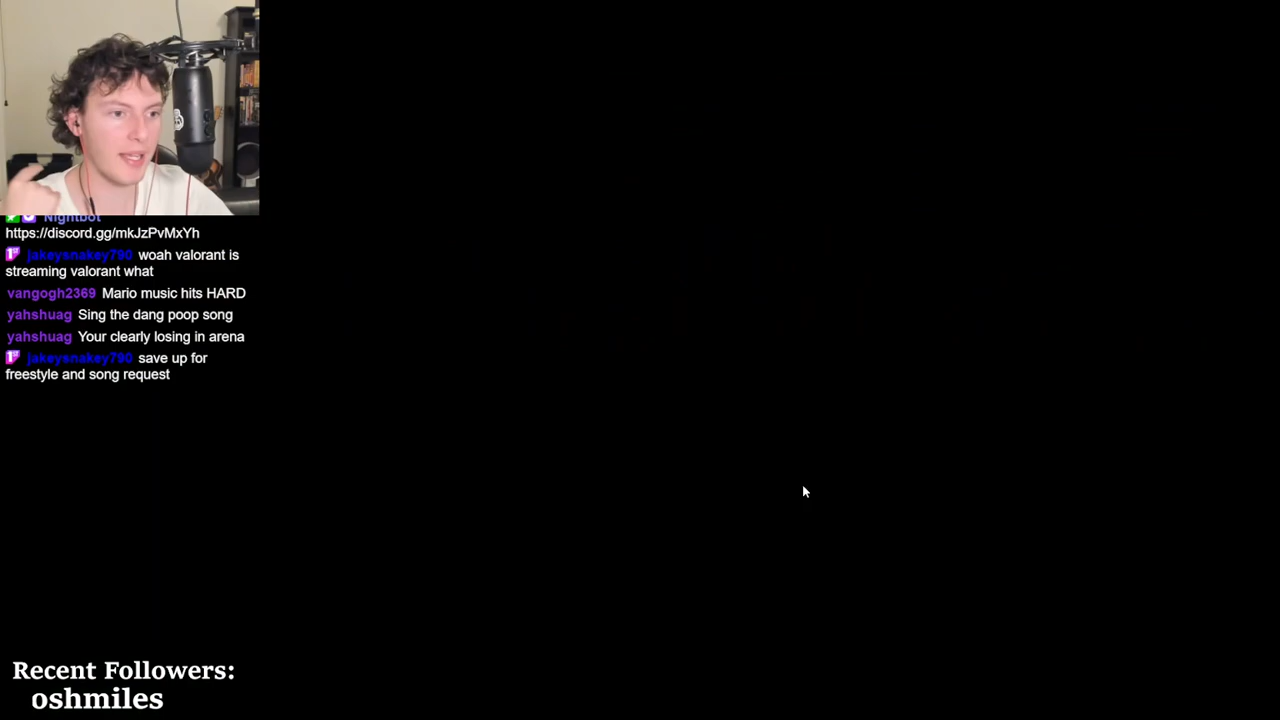 Nightbot
https://discord.gg/mkJzPvMxYh
jakeysnakey790 woah valorant is
streaming valorant what
vangogh2369 Mario music hits HARD
yahshuag Sing the dang poop song
yahshuag Your clearly losing in arena
jakeysnakey790 save up for
freestyle and song request
Recent Followers:
oshmiles